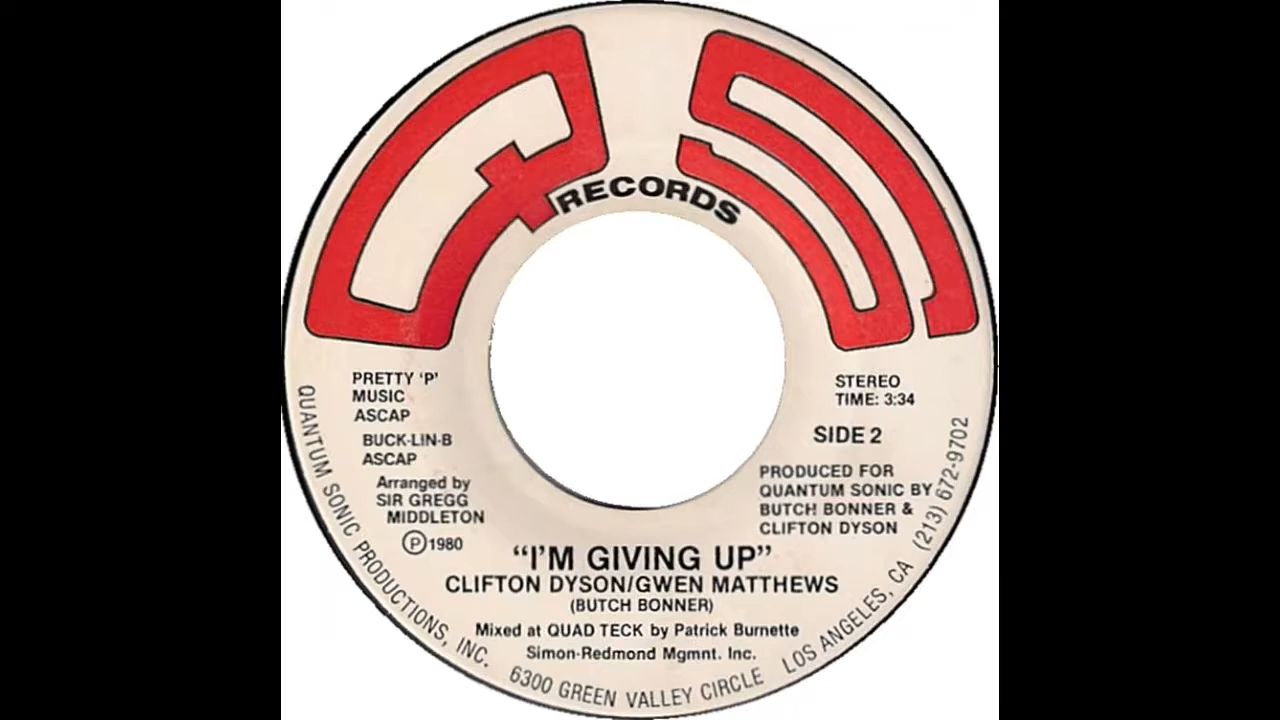 QS
RECORDS
PRETTY 'P'
MUSIC
ASCAP
BUCK-LIN-B
ASCAP
Arranged by
SIR GREGG
MIDDLETON
Ⓟ 1980
STEREO
TIME: 3:34
SIDE 2
PRODUCED FOR
QUANTUM SONIC BY
BUTCH BONNER &
CLIFTON DYSON
"I'M GIVING UP"
CLIFTON DYSON/GWEN MATTHEWS
(BUTCH BONNER)
Mixed at QUAD TECK by Patrick Burnette
Simon-Redmond Mgmnt. Inc.
QUANTUM SONIC PRODUCTIONS, INC. 6300 GREEN VALLEY CIRCLE LOS ANGELES, CA (213) 672-9702